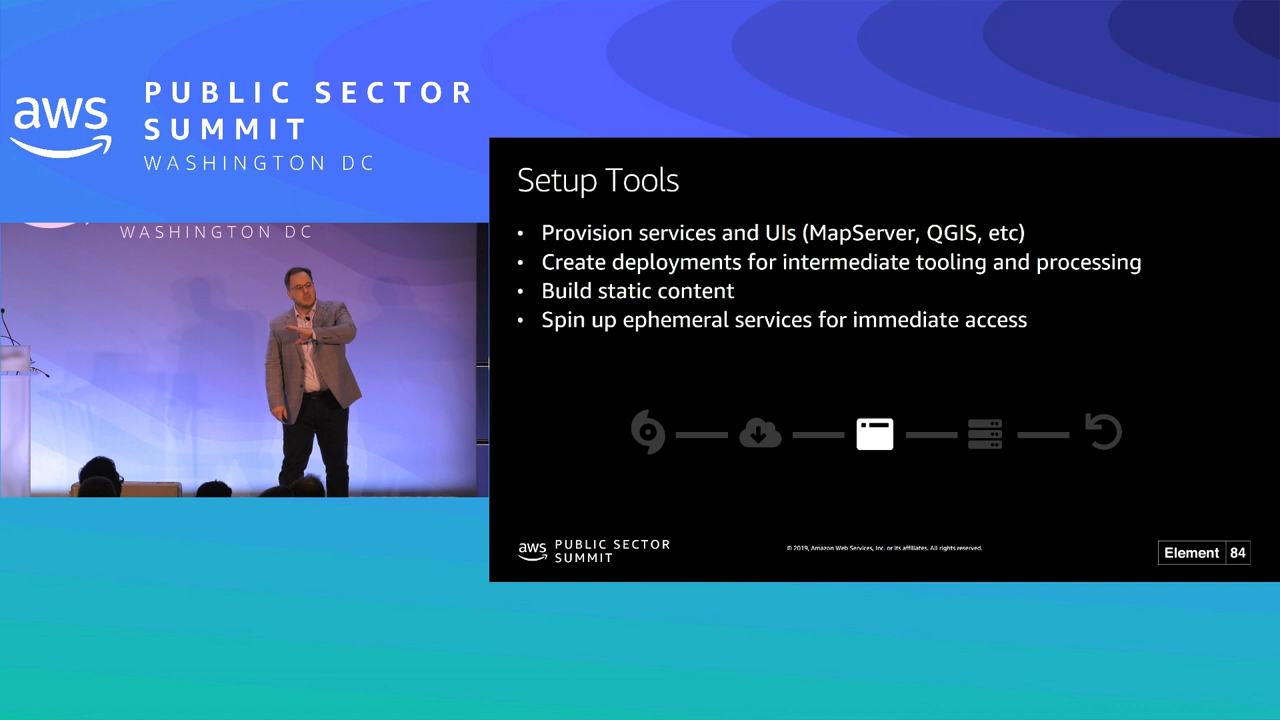 aws
PUBLIC SECTOR
SUMMIT
WASHINGTON DC
WASHINGTON DC
Setup Tools
• Provision services and UIs (MapServer, QGIS, etc)
• Create deployments for intermediate tooling and processing
• Build static content
• Spin up ephemeral services for immediate access
aws PUBLIC SECTOR
SUMMIT
© 2019, Amazon Web Services, Inc. or its affiliates. All rights reserved.
Element 84